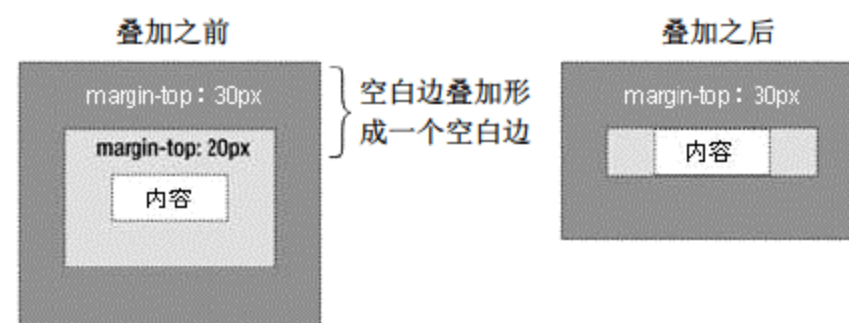 叠加之前
叠加之后
margin-top：30px
margin-top: 20px
内容
空白边叠加形
成一个空白边
margin-top：30px
内容